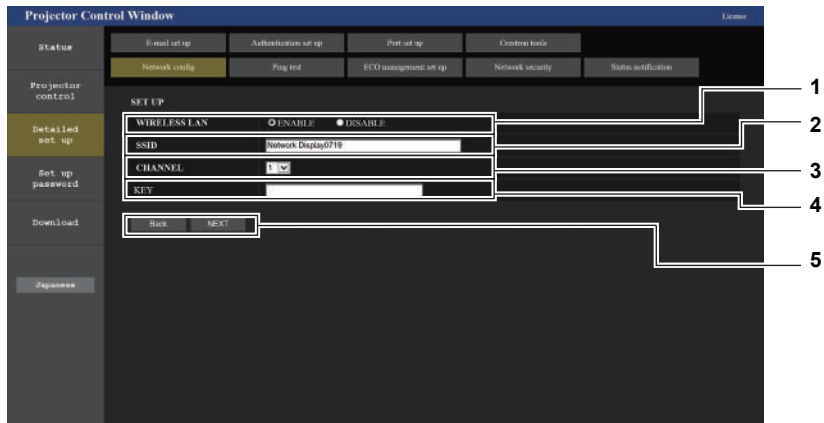 Projector Control Window
License
Status
E-mail set up
Authentication set up
Port set up
Crestron tools
Network config
Ping test
ECO management set up
Network security
Status notification
Projector
control
Detailed
set up
Set up
password
Download
Japanese
SET UP
WIRELESS LAN
ENABLE
DISABLE
SSID
Network Display0719
CHANNEL
1
KEY
Back
NEXT
1
2
3
4
5